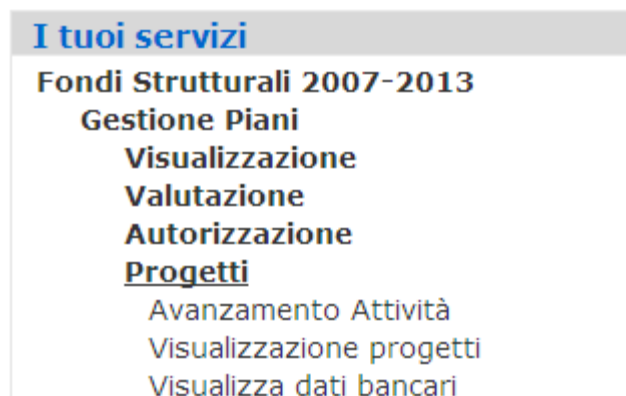 I tuoi servizi
Fondi Strutturali 2007-2013
Gestione Piani
Visualizzazione
Valutazione
Autorizzazione
Progetti
Avanzamento Attività
Visualizzazione progetti
Visualizza dati bancari